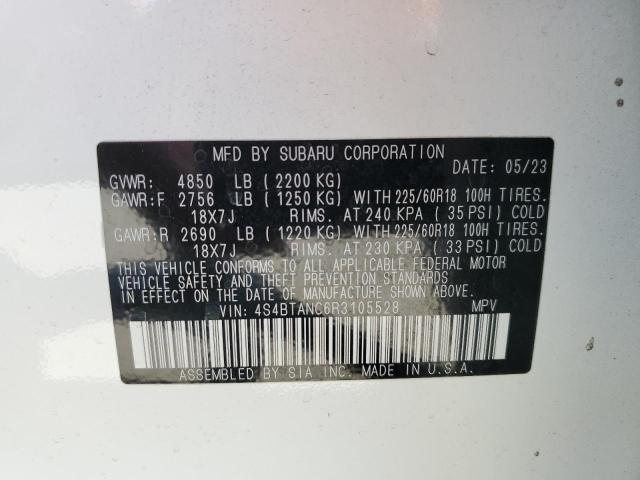 MFD BY SUBARU CORPORATION DATE: 05/23
GVWR: 4850 LB (2200 KG)
GAWR:F 2756 LB (1250 KG) WITH 225/60R18 100H TIRES.
18X7J RIMS. AT 240 KPA (35 PSI) COLD
GAWR:R 2690 LB (1220 KG) WITH 225/60R18 100H TIRES.
18X7J RIMS. AT 230 KPA (33 PSI) COLD
THIS VEHICLE CONFORMS TO ALL APPLICABLE FEDERAL MOTOR
VEHICLE SAFETY AND THEFT PREVENTION STANDARDS
IN EFFECT ON THE DATE OF MANUFACTURE SHOWN ABOVE.
VIN: 4S4BTANC6R3105528 MPV
ASSEMBLED BY SIA, INC. MADE IN U.S.A.